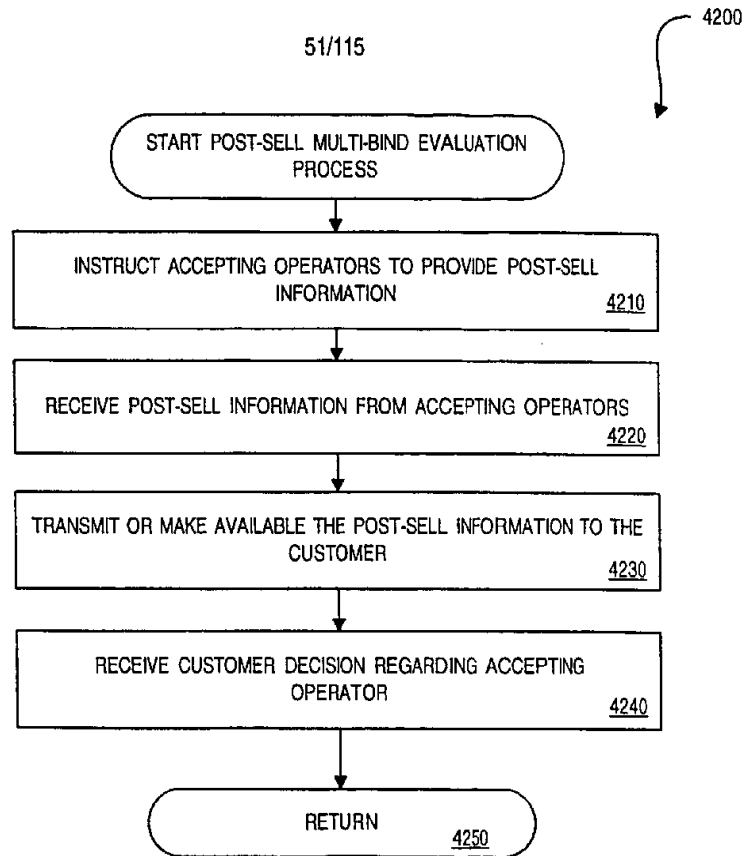 4200
51/115
START POST-SELL MULTI-BIND EVALUATION
PROCESS
INSTRUCT ACCEPTING OPERATORS TO PROVIDE POST-SELL
INFORMATION
4210
RECEIVE POST-SELL INFORMATION FROM ACCEPTING OPERATORS
4220
TRANSMIT OR MAKE AVAILABLE THE POST-SELL INFORMATION TO THE
CUSTOMER
4230
RECEIVE CUSTOMER DECISION REGARDING ACCEPTING
OPERATOR
4240
RETURN
4250